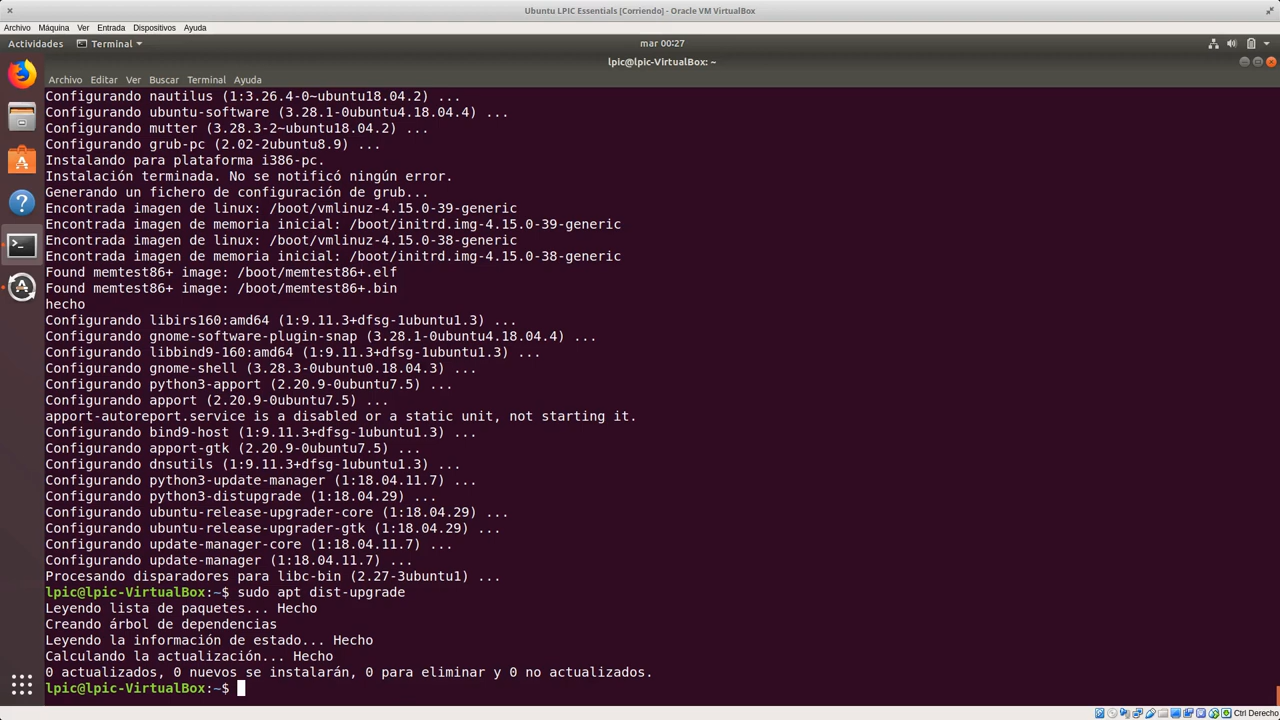 Ubuntu LPIC Essentials [Corriendo] - Oracle VM VirtualBox
Archivo Máquina Ver Entrada Dispositivos Ayuda
Actividades Terminal mar 00:27
lpic@lpic-VirtualBox: ~
Archivo Editar Ver Buscar Terminal Ayuda
Configurando nautilus (1:3.26.4-0~ubuntu18.04.2) ...
Configurando ubuntu-software (3.28.1-0ubuntu4.18.04.4) ...
Configurando mutter (3.28.3-2~ubuntu18.04.2) ...
Configurando grub-pc (2.02-2ubuntu8.9) ...
Instalando para plataforma i386-pc.
Instalación terminada. No se notificó ningún error.
Generando un fichero de configuración de grub...
Encontrada imagen de linux: /boot/vmlinuz-4.15.0-39-generic
Encontrada imagen de memoria inicial: /boot/initrd.img-4.15.0-39-generic
Encontrada imagen de linux: /boot/vmlinuz-4.15.0-38-generic
Encontrada imagen de memoria inicial: /boot/initrd.img-4.15.0-38-generic
Found memtest86+ image: /boot/memtest86+.elf
Found memtest86+ image: /boot/memtest86+.bin
hecho
Configurando libirs160:amd64 (1:9.11.3+dfsg-1ubuntu1.3) ...
Configurando gnome-software-plugin-snap (3.28.1-0ubuntu4.18.04.4) ...
Configurando libbind9-160:amd64 (1:9.11.3+dfsg-1ubuntu1.3) ...
Configurando gnome-shell (3.28.3-0ubuntu0.18.04.3) ...
Configurando python3-apport (2.20.9-0ubuntu7.5) ...
Configurando apport (2.20.9-0ubuntu7.5) ...
apport-autoreport.service is a disabled or a static unit, not starting it.
Configurando bind9-host (1:9.11.3+dfsg-1ubuntu1.3) ...
Configurando apport-gtk (2.20.9-0ubuntu7.5) ...
Configurando dnsutils (1:9.11.3+dfsg-1ubuntu1.3) ...
Configurando python3-update-manager (1:18.04.11.7) ...
Configurando python3-distupgrade (1:18.04.29) ...
Configurando ubuntu-release-upgrader-core (1:18.04.29) ...
Configurando ubuntu-release-upgrader-gtk (1:18.04.29) ...
Configurando update-manager-core (1:18.04.11.7) ...
Configurando update-manager (1:18.04.11.7) ...
Procesando disparadores para libc-bin (2.27-3ubuntu1) ...
lpic@lpic-VirtualBox:~$ sudo apt dist-upgrade
Leyendo lista de paquetes... Hecho
Creando árbol de dependencias
Leyendo la información de estado... Hecho
Calculando la actualización... Hecho
0 actualizados, 0 nuevos se instalarán, 0 para eliminar y 0 no actualizados.
lpic@lpic-VirtualBox:~$
Ctrl Derecho